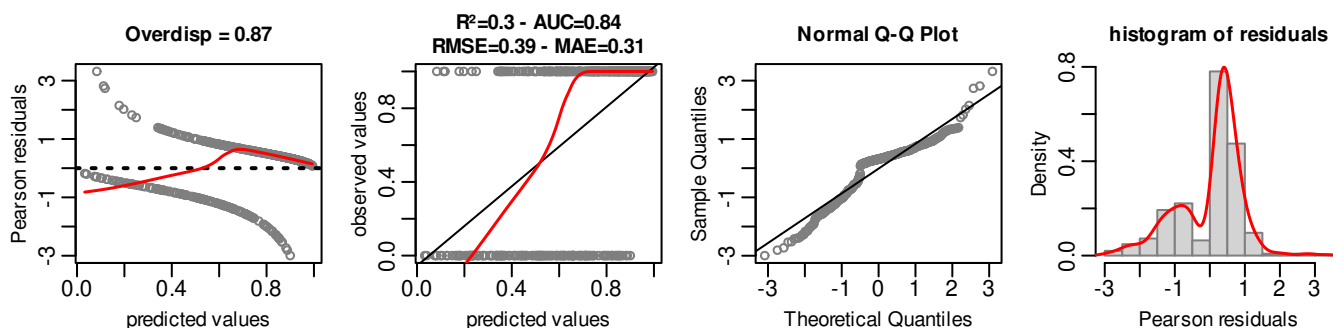 Overdisp = 0.87
Pearson residuals
3
1
-1
-3
0.0
0.4
0.8
predicted values
R²=0.3 - AUC=0.84
RMSE=0.39 - MAE=0.31
observed values
0.8
0.4
0.0
0.0
0.4
0.8
predicted values
Normal Q-Q Plot
Sample Quantiles
3
1
-1
-3
-3
-2
-1
0
1
2
3
Theoretical Quantiles
histogram of residuals
Density
0.8
0.4
0.0
-3
-1
1
2
3
Pearson residuals